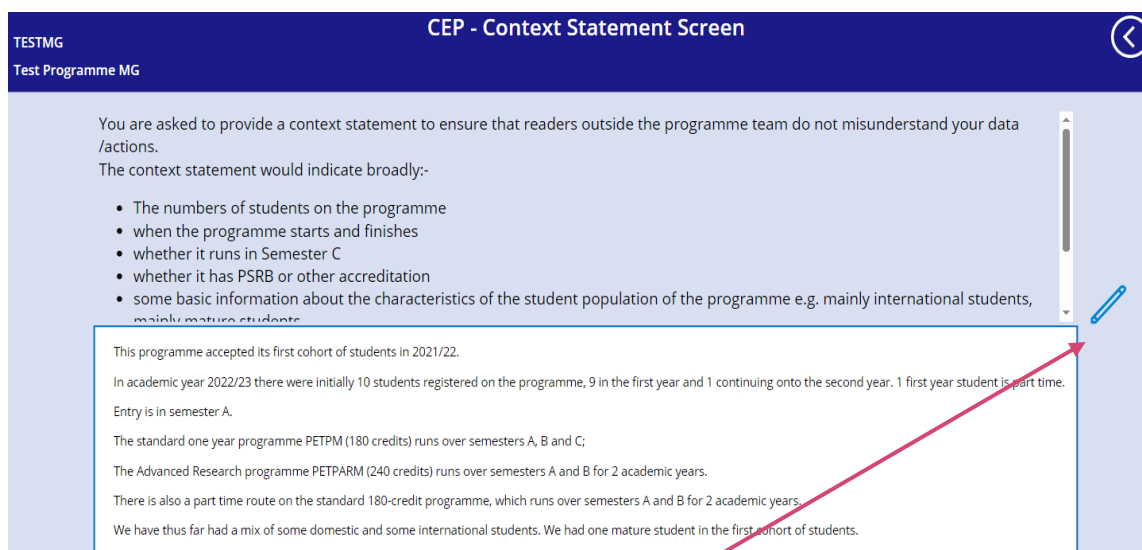 CEP - Context Statement Screen
TESTMG
Test Programme MG
You are asked to provide a context statement to ensure that readers outside the programme team do not misunderstand your data
/actions.
The context statement would indicate broadly:-
• The numbers of students on the programme
• when the programme starts and finishes
• whether it runs in Semester C
• whether it has PSRB or other accreditation
• some basic information about the characteristics of the student population of the programme e.g. mainly international students,
mainly mature students
This programme accepted its first cohort of students in 2021/22.
In academic year 2022/23 there were initially 10 students registered on the programme, 9 in the first year and 1 continuing onto the second year. 1 first year student is part time.
Entry is in semester A.
The standard one year programme PETPM (180 credits) runs over semesters A, B and C;
The Advanced Research programme PETPARM (240 credits) runs over semesters A and B for 2 academic years.
There is also a part time route on the standard 180-credit programme, which runs over semesters A and B for 2 academic years.
We have thus far had a mix of some domestic and some international students. We had one mature student in the first cohort of students.